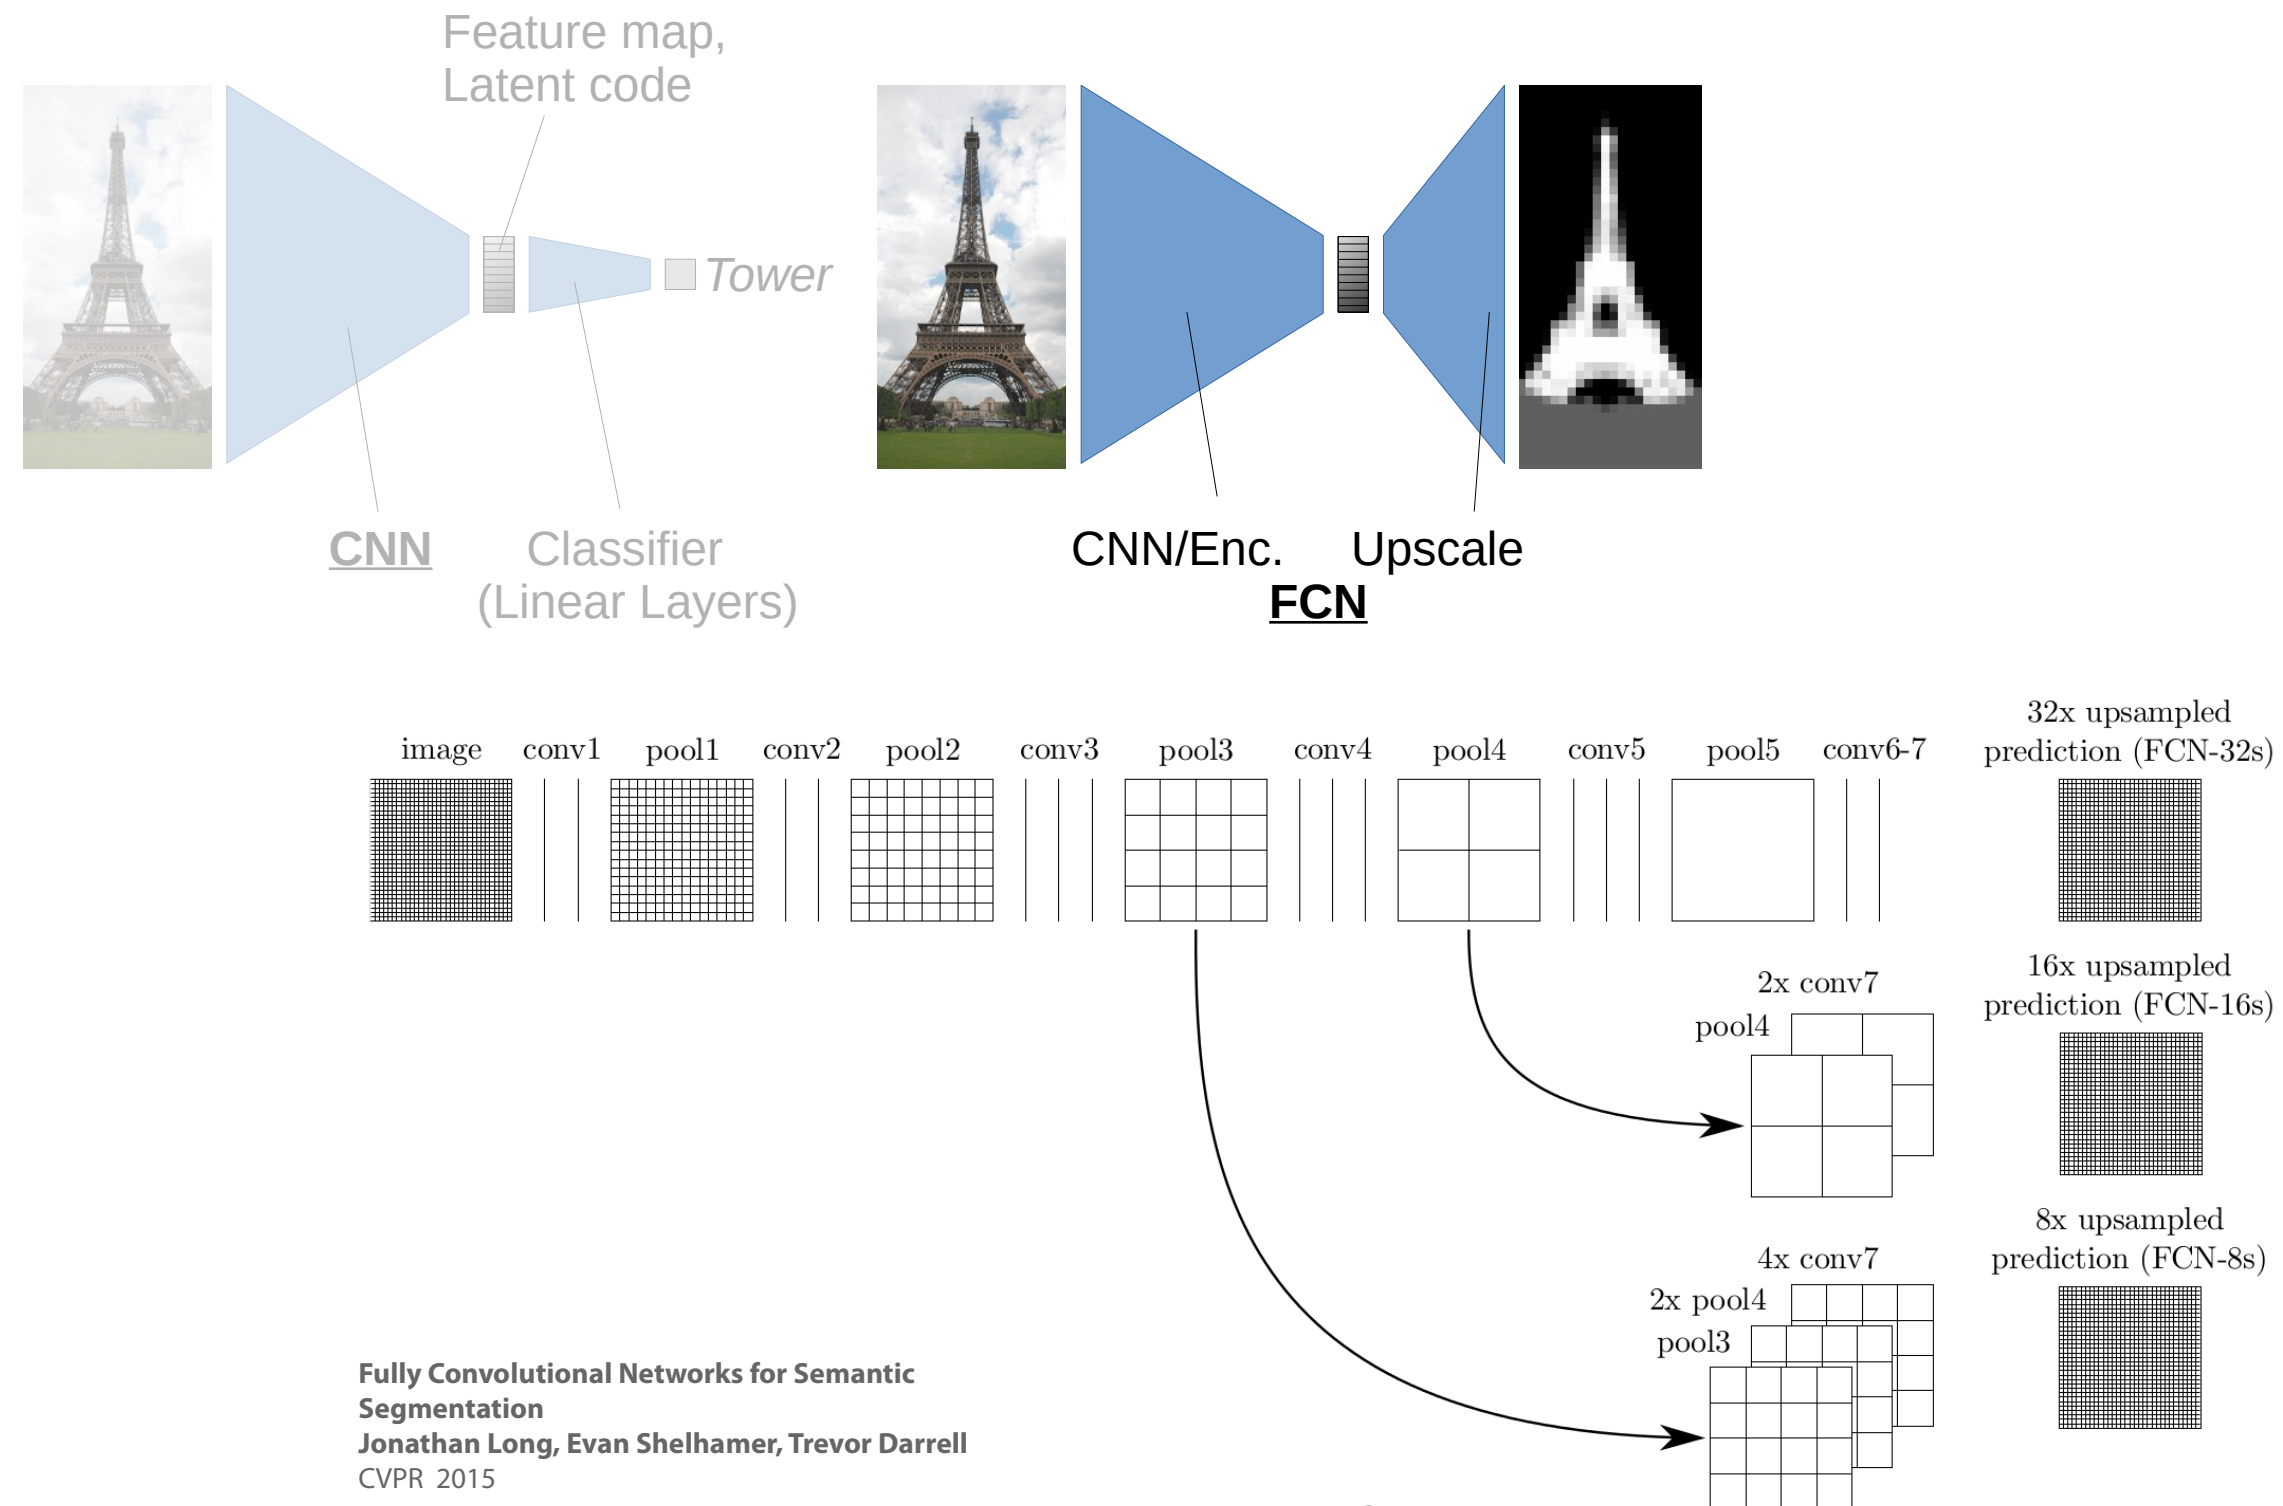 Feature map,
Latent code
Tower
CNN
Classifier
(Linear Layers)
CNN/Enc.
Upscale
FCN
image
conv1
pool1
conv2
pool2
conv3
pool3
conv4
pool4
conv5
pool5
conv6-7
32x upsampled
prediction (FCN-32s)
2x conv7
pool4
16x upsampled
prediction (FCN-16s)
4x conv7
2x pool4
pool3
8x upsampled
prediction (FCN-8s)
Fully Convolutional Networks for Semantic
Segmentation
Jonathan Long, Evan Shelhamer, Trevor Darrell
CVPR 2015